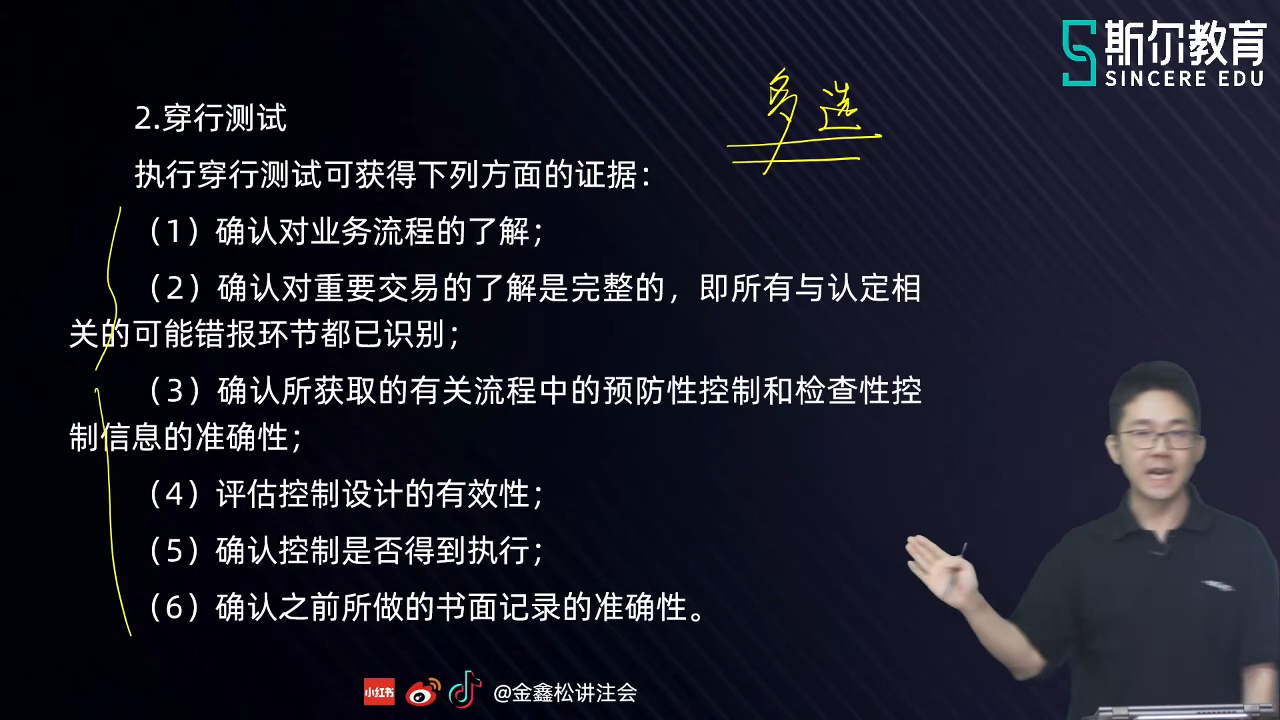 斯尔教育
SINCERE EDU
多选
2.穿行测试
执行穿行测试可获得下列方面的证据：
（1）确认对业务流程的了解；
（2）确认对重要交易的了解是完整的，即所有与认定相
关的可能错报环节都已识别；
（3）确认所获取的有关流程中的预防性控制和检查性控
制信息的准确性；
（4）评估控制设计的有效性；
（5）确认控制是否得到执行；
（6）确认之前所做的书面记录的准确性。
小红书 @金鑫松讲注会